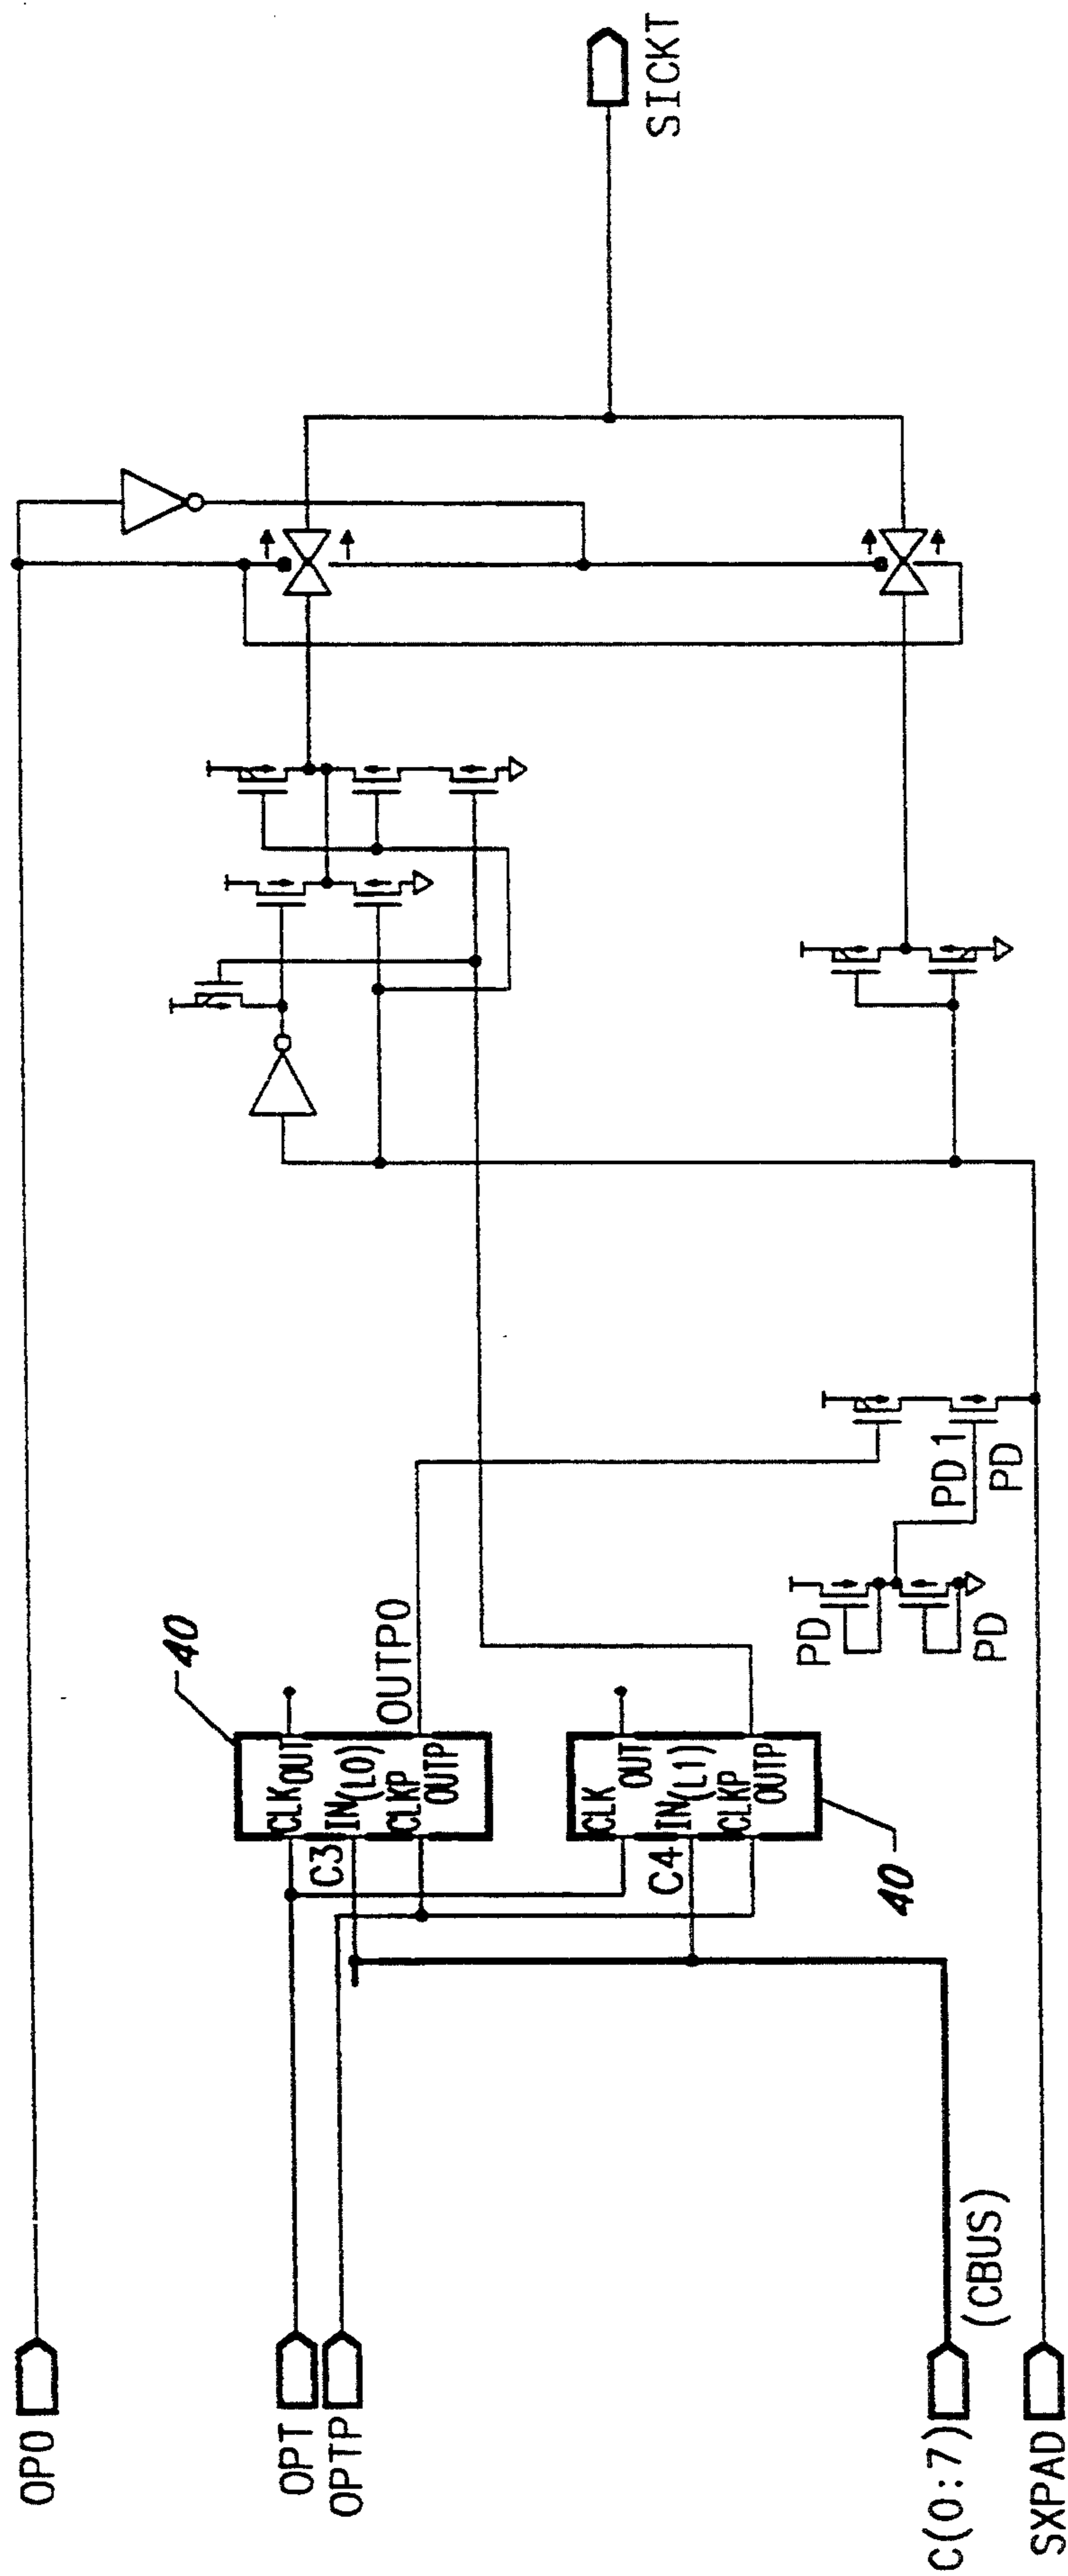 OPO
OPT
OPTP
C(0:7)
(CBUS)
SXPAD
40
C3
CLK
OUT
IN(L0)
CLKP
OUTP
OUTPO
C4
CLK
OUT
IN(L1)
CLKP
OUTP
40
PD
PD
PD1
PD
SICKT